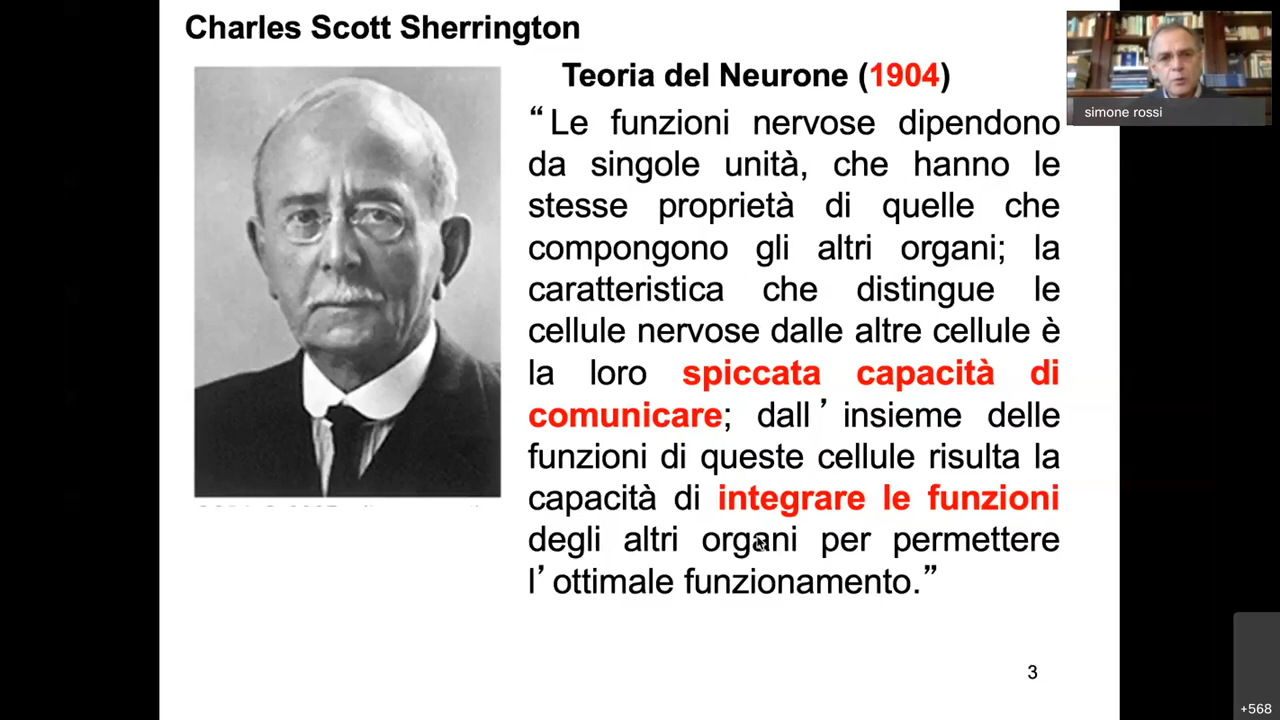 Charles Scott Sherrington
Teoria del Neurone (1904)
“Le funzioni nervose dipendono
da singole unità, che hanno le
stesse proprietà di quelle che
compongono gli altri organi; la
caratteristica che distingue le
cellule nervose dalle altre cellule è
la loro spiccata capacità di
comunicare; dall’insieme delle
funzioni di queste cellule risulta la
capacità di integrare le funzioni
degli altri organi per permettere
l’ottimale funzionamento.”
3
simone rossi
+568